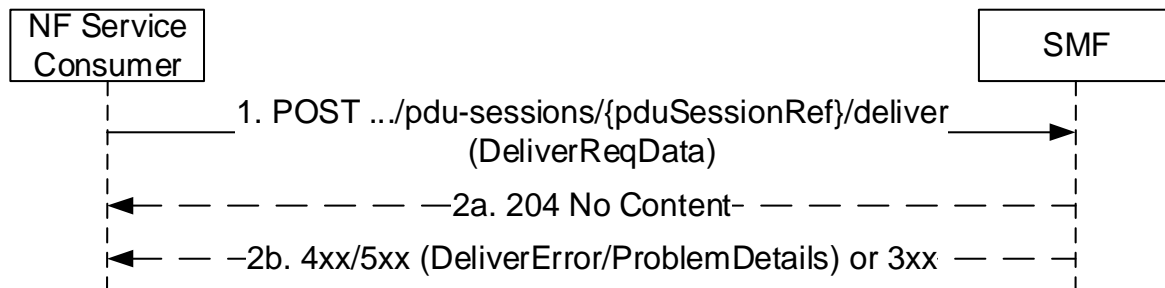 NF Service
Consumer
SMF
1. POST .../pdu-sessions/{pduSessionRef}/deliver
(DeliverReqData)
2a. 204 No Content
2b. 4xx/5xx (DeliverError/ProblemDetails) or 3xx